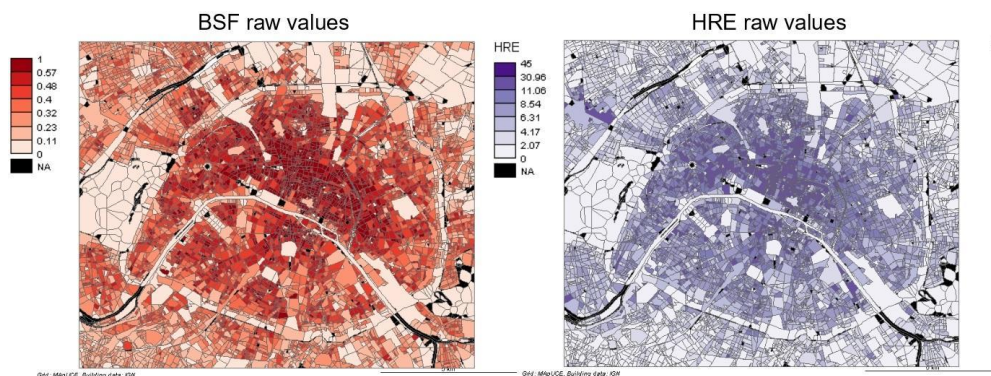 BSF raw values
1
0.57
0.48
0.4
0.32
0.23
0.11
0
NA
Grid: MApUCE, Building data: IGN
HRE raw values
HRE
45
30.96
11.06
8.54
6.31
4.17
2.07
0
NA
Grid: MApUCE, Building data: IGN